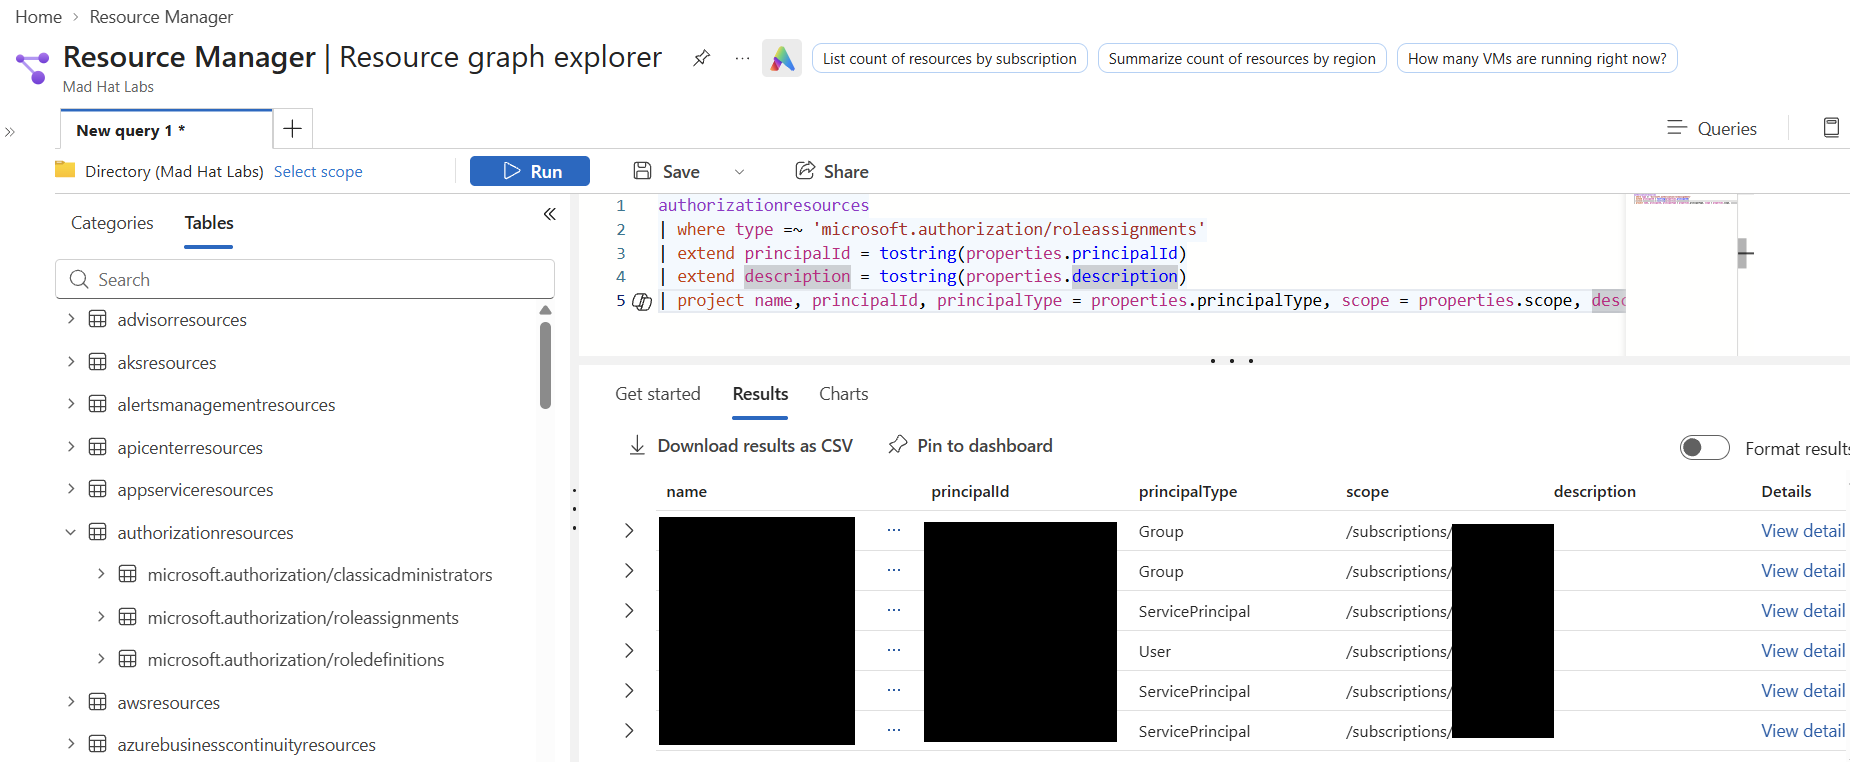 Home > Resource Manager
Resource Manager | Resource graph explorer
Mad Hat Labs
List count of resources by subscription
Summarize count of resources by region
How many VMs are running right now?
New query 1 *
Queries
Directory (Mad Hat Labs) Select scope
Run
Save
Share
Categories
Tables
Search
advisorresources
aksresources
alertsmanagementresources
apicenterresources
appserviceresources
authorizationresources
microsoft.authorization/classicadministrators
microsoft.authorization/roleassignments
microsoft.authorization/roledefinitions
awsresources
azurebusinesscontinuityresources
1 authorizationresources
2 | where type =~ 'microsoft.authorization/roleassignments'
3 | extend principalId = tostring(properties.principalId)
4 | extend description = tostring(properties.description)
5 | project name, principalId, principalType = properties.principalType, scope = properties.scope, desc
Get started
Results
Charts
Download results as CSV
Pin to dashboard
Format results
name principalId principalType scope description Details
... Group /subscriptions/ View detail
... Group /subscriptions/ View detail
... ServicePrincipal /subscriptions/ View detail
... User /subscriptions/ View detail
... ServicePrincipal /subscriptions/ View detail
... ServicePrincipal /subscriptions/ View detail